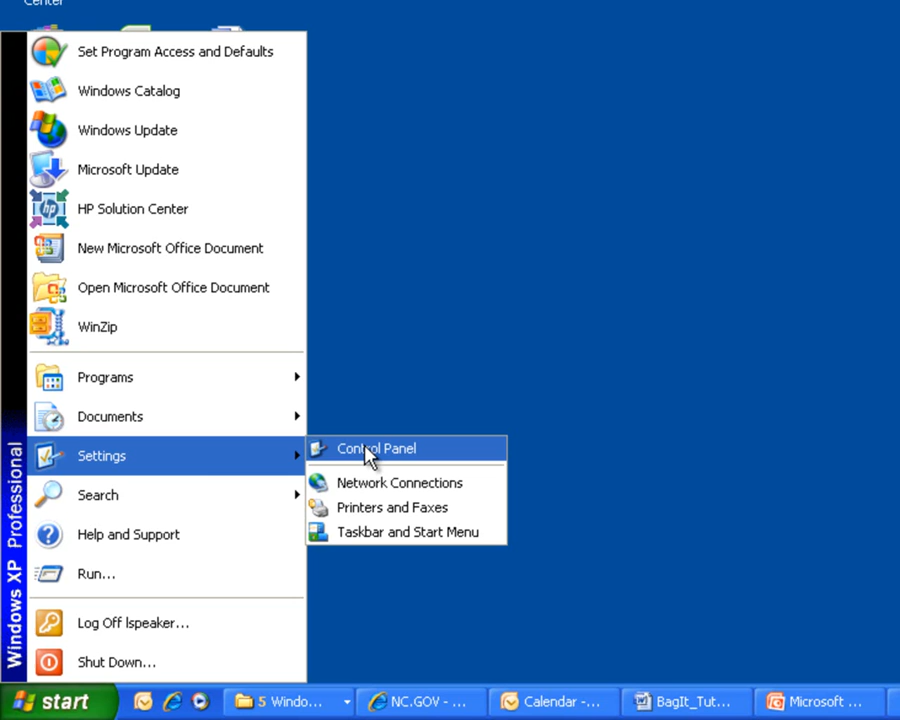 Center
Set Program Access and Defaults
Windows Catalog
Windows Update
Microsoft Update
HP Solution Center
New Microsoft Office Document
Open Microsoft Office Document
WinZip
Programs
Documents
Settings
Control Panel
Network Connections
Printers and Faxes
Taskbar and Start Menu
Search
Help and Support
Run...
Log Off lspeaker...
Shut Down...
Windows XP Professional
start
5 Windo...
NC.GOV - ...
Calendar -...
BagIt_Tut...
Microsoft ...